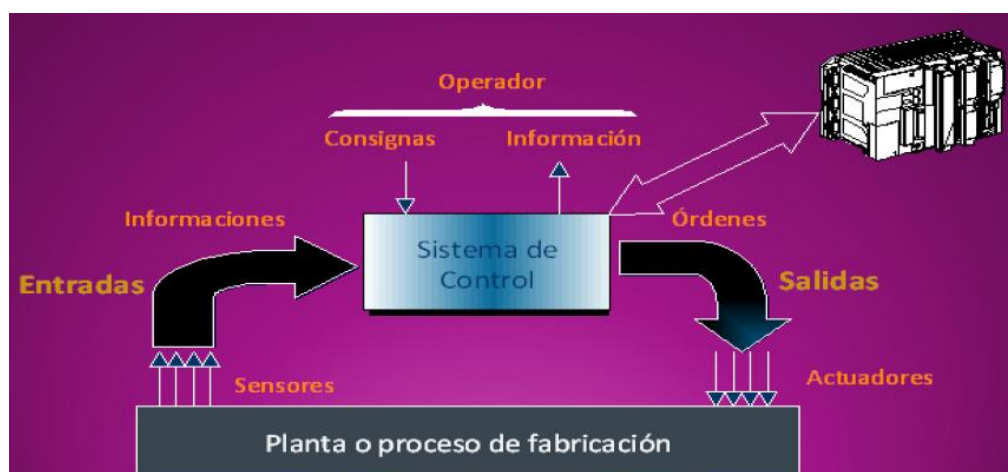 Operador
Consignas
Información
Informaciones
Órdenes
Sistema de
Control
Entradas
Salidas
Sensores
Actuadores
Planta o proceso de fabricación